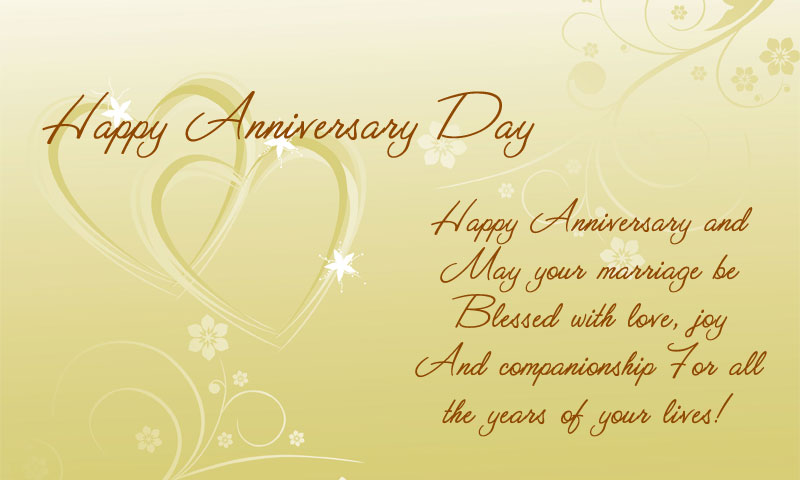 Happy Anniversary Day
Happy Anniversary and
May your marriage be
Blessed with love, joy
And companionship For all
the years of your lives!